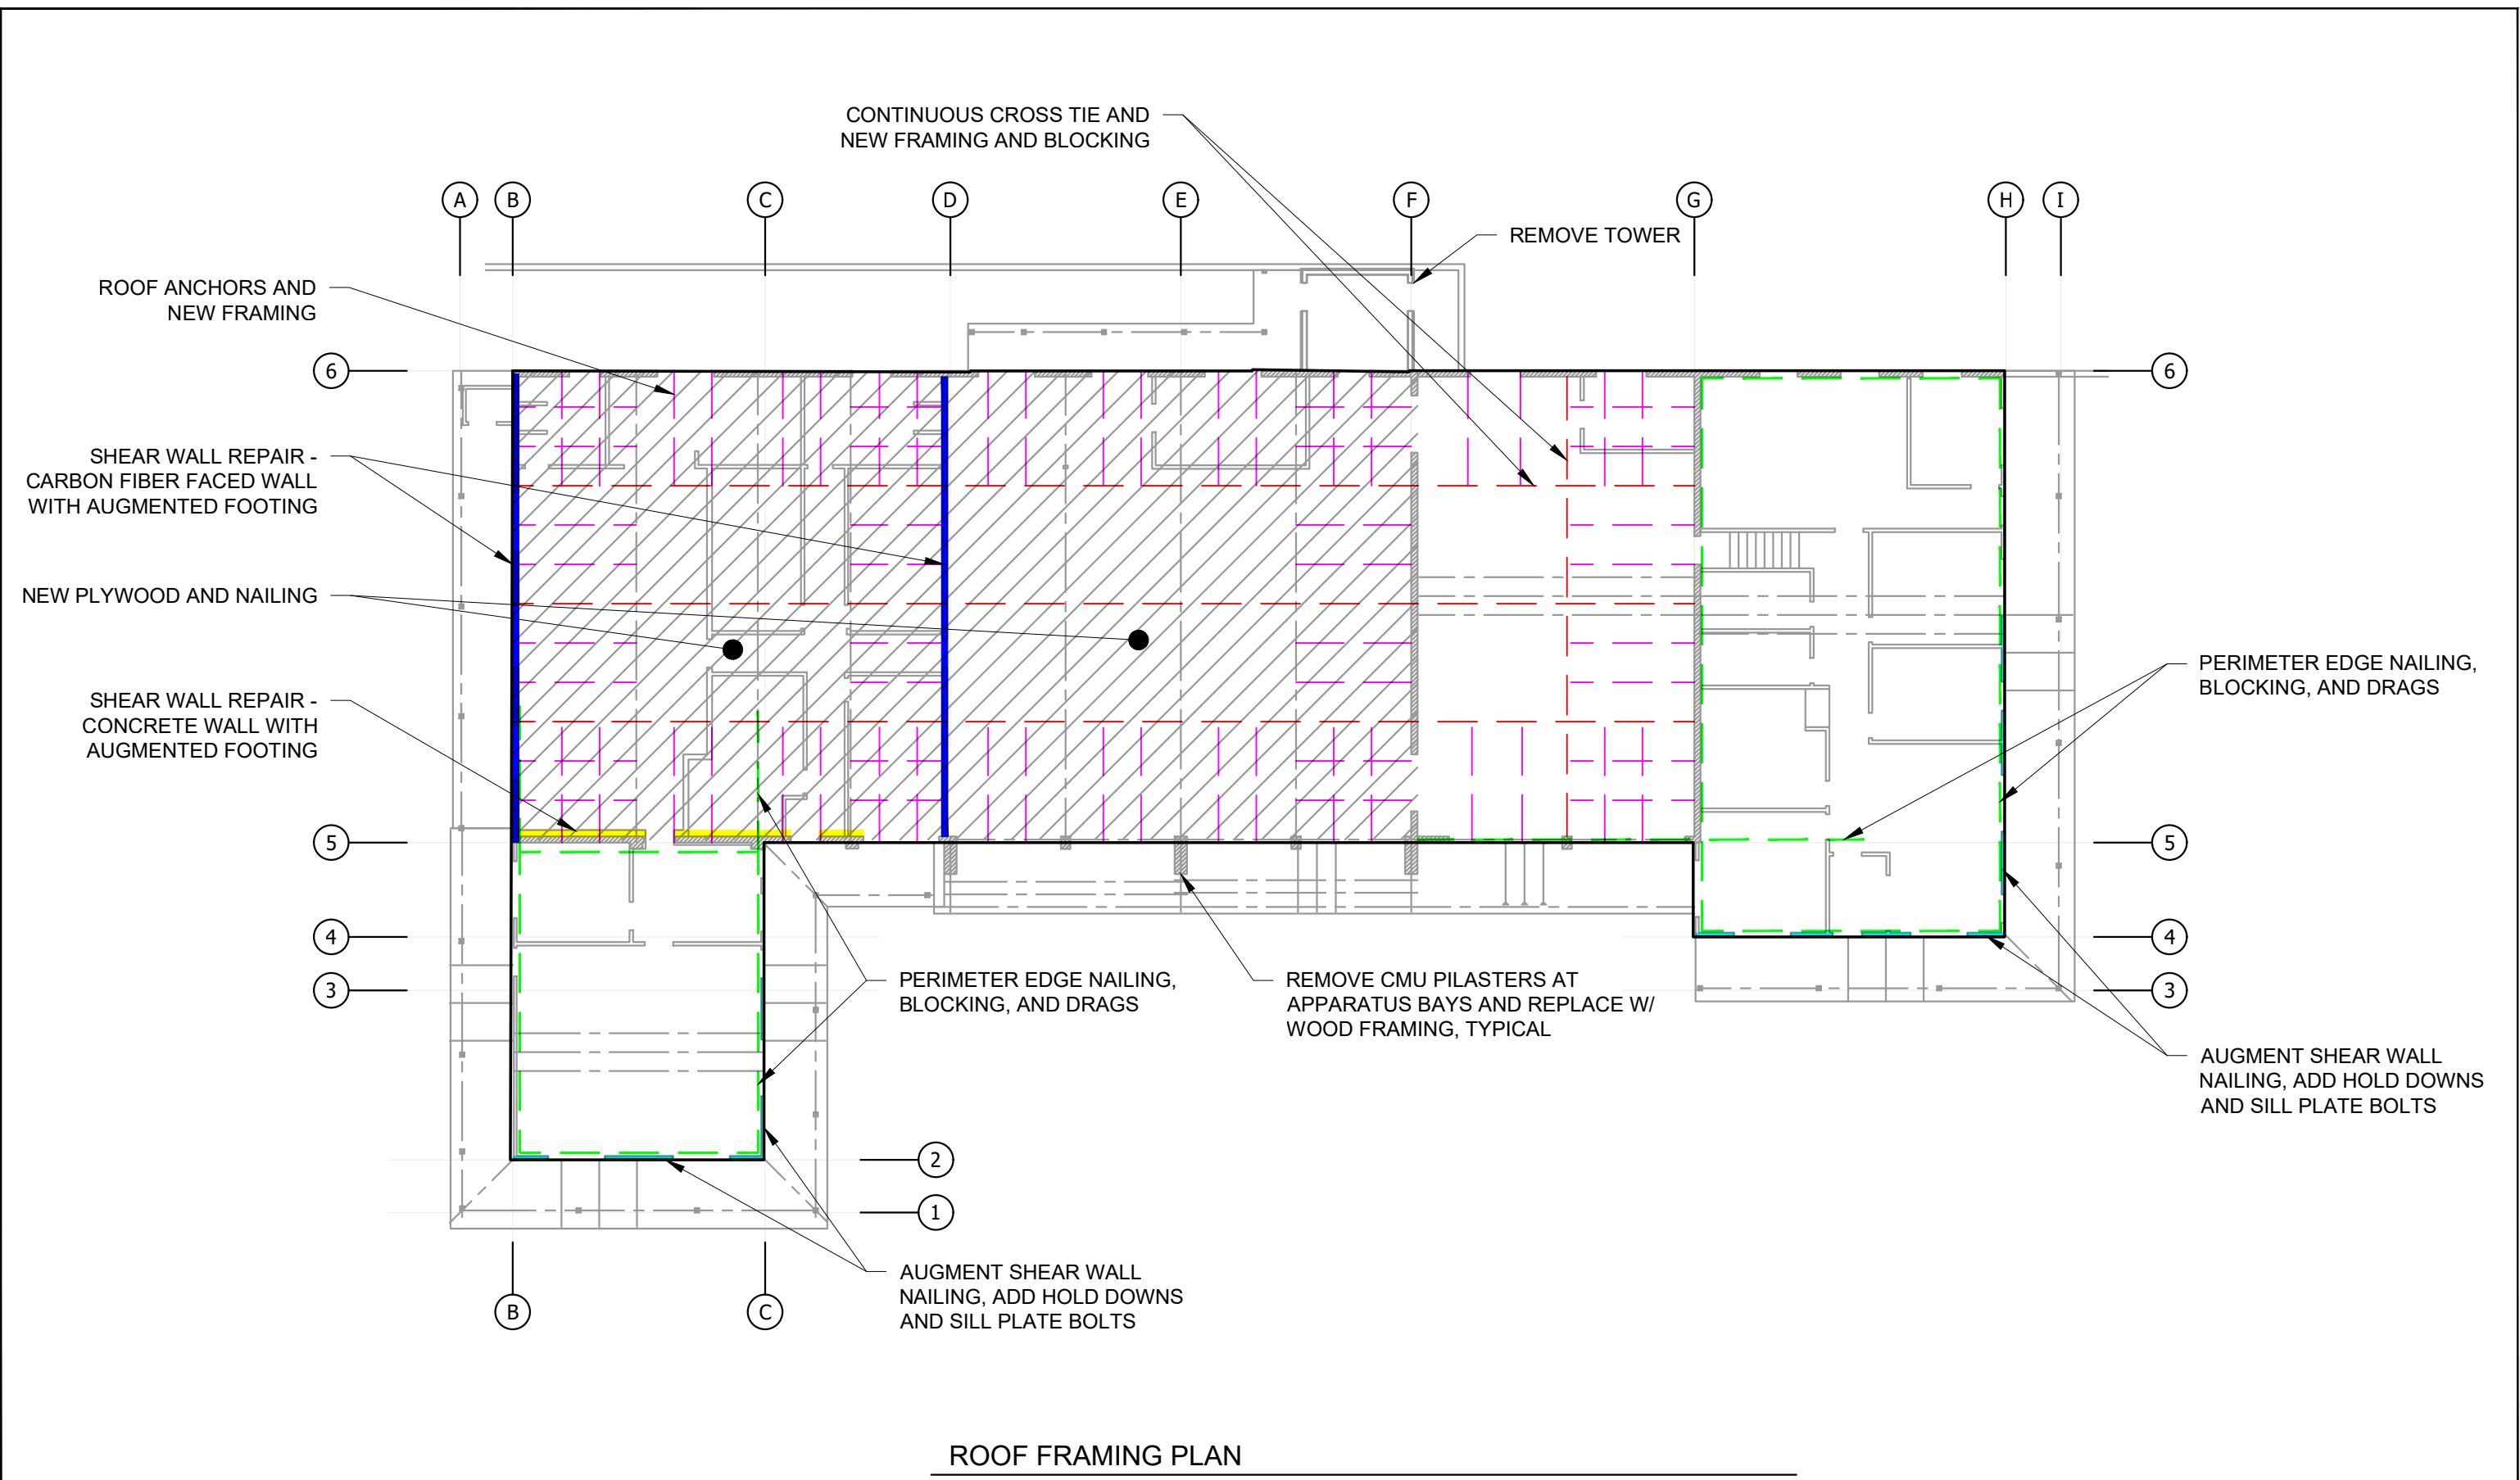 CONTINUOUS CROSS TIE AND
NEW FRAMING AND BLOCKING
A
B
C
D
E
F
G
H
I
REMOVE TOWER
ROOF ANCHORS AND
NEW FRAMING
6
6
SHEAR WALL REPAIR -
CARBON FIBER FACED WALL
WITH AUGMENTED FOOTING
NEW PLYWOOD AND NAILING
PERIMETER EDGE NAILING,
BLOCKING, AND DRAGS
SHEAR WALL REPAIR -
CONCRETE WALL WITH
AUGMENTED FOOTING
5
5
4
4
3
3
PERIMETER EDGE NAILING,
BLOCKING, AND DRAGS
REMOVE CMU PILASTERS AT
APPARATUS BAYS AND REPLACE W/
WOOD FRAMING, TYPICAL
AUGMENT SHEAR WALL
NAILING, ADD HOLD DOWNS
AND SILL PLATE BOLTS
2
1
AUGMENT SHEAR WALL
NAILING, ADD HOLD DOWNS
AND SILL PLATE BOLTS
B
C
ROOF FRAMING PLAN